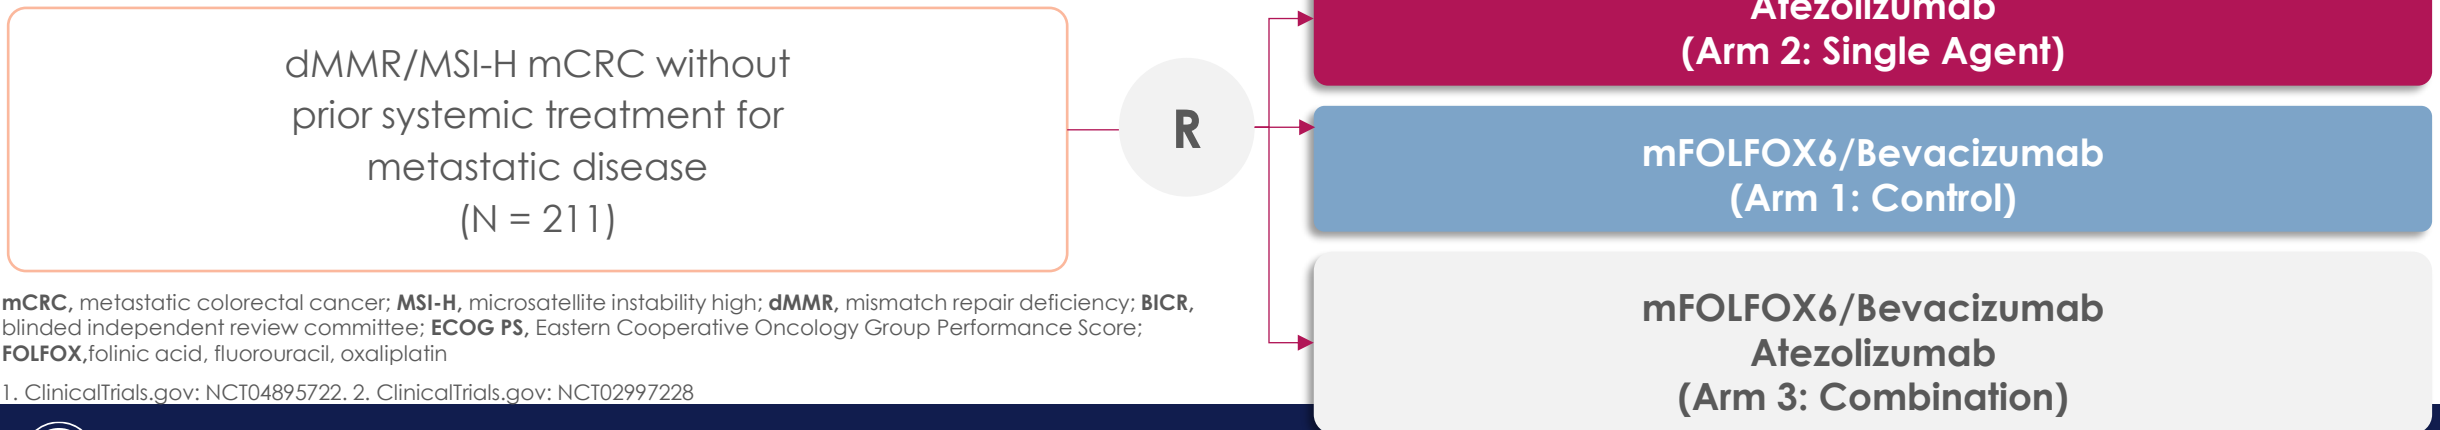 dMMR/MSI-H mCRC without
prior systemic treatment for
metastatic disease
(N = 211)
R
Atezolizumab
(Arm 2: Single Agent)
mFOLFOX6/Bevacizumab
(Arm 1: Control)
mFOLFOX6/Bevacizumab
Atezolizumab
(Arm 3: Combination)
mCRC, metastatic colorectal cancer; MSI-H, microsatellite instability high; dMMR, mismatch repair deficiency; BICR,
blinded independent review committee; ECOG PS, Eastern Cooperative Oncology Group Performance Score;
FOLFOX,folinic acid, fluorouracil, oxaliplatin
1. ClinicalTrials.gov: NCT04895722. 2. ClinicalTrials.gov: NCT02997228